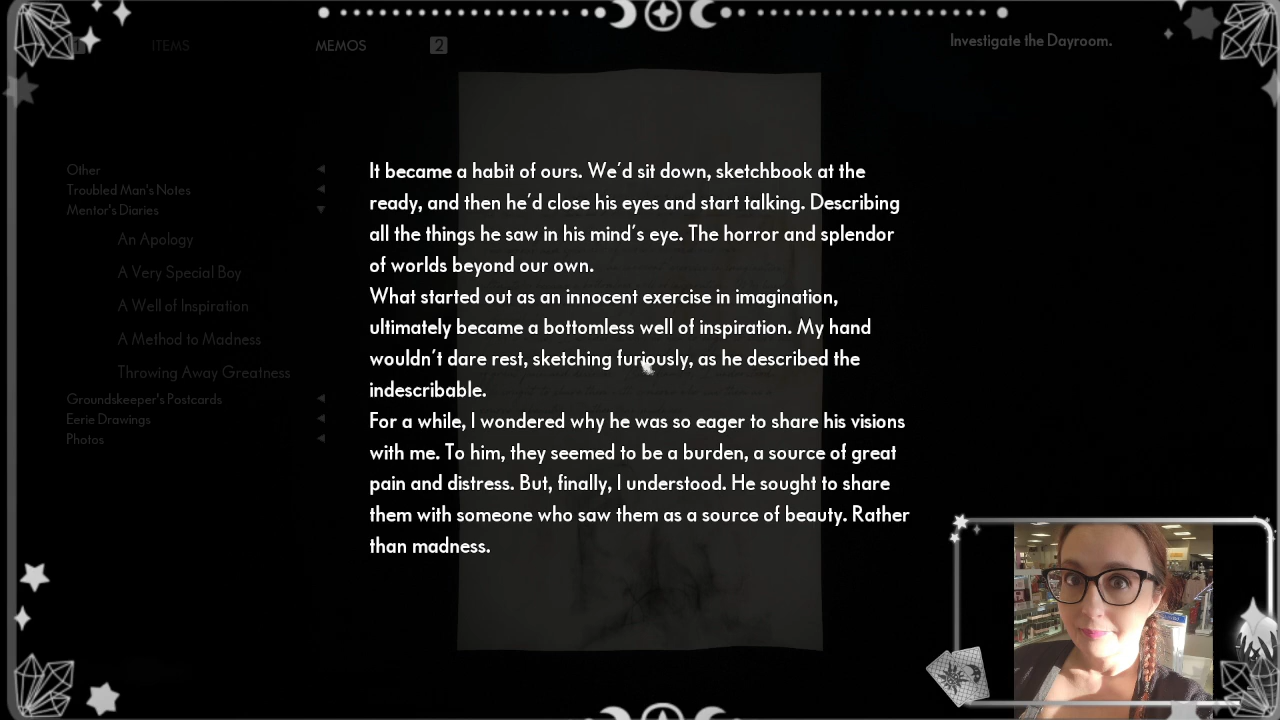 1
ITEMS
MEMOS
2
Investigate the Dayroom.
Other
Troubled Man's Notes
Mentor's Diaries
An Apology
A Very Special Boy
A Well of Inspiration
A Method to Madness
Throwing Away Greatness
Groundskeeper's Postcards
Eerie Drawings
Photos
It became a habit of ours. We'd sit down, sketchbook at the
ready, and then he'd close his eyes and start talking. Describing
all the things he saw in his mind's eye. The horror and splendor
of worlds beyond our own.
What started out as an innocent exercise in imagination,
ultimately became a bottomless well of inspiration. My hand
wouldn't dare rest, sketching furiously, as he described the
indescribable.
For a while, I wondered why he was so eager to share his visions
with me. To him, they seemed to be a burden, a source of great
pain and distress. But, finally, I understood. He sought to share
them with someone who saw them as a source of beauty. Rather
than madness.